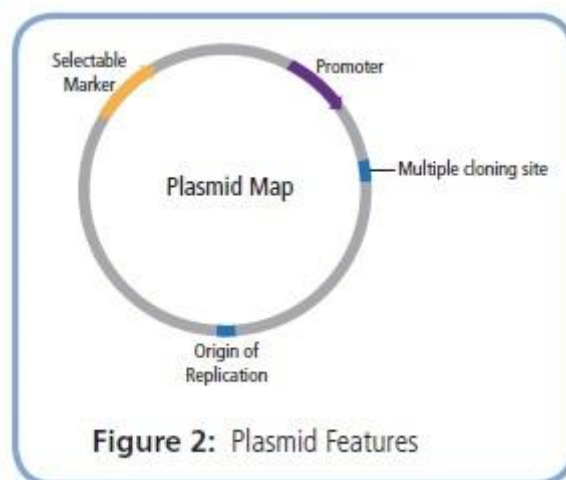 Selectable
Marker
Promoter
Multiple cloning site
Plasmid Map
Origin of
Replication
Figure 2: Plasmid Features